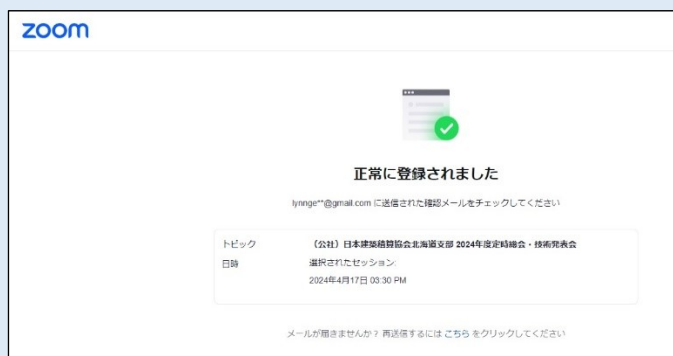 zoom
正常に登録されました
lynnge**@gmail.com に送信された確認メールをチェックしてください
トピック （公社）日本建築積算協会北海道支部 2024年度定時総会・技術発表会
日時 選択されたセッション:
2024年4月17日 03:30 PM
メールが届きませんか？ 再送信するには こちら をクリックしてください